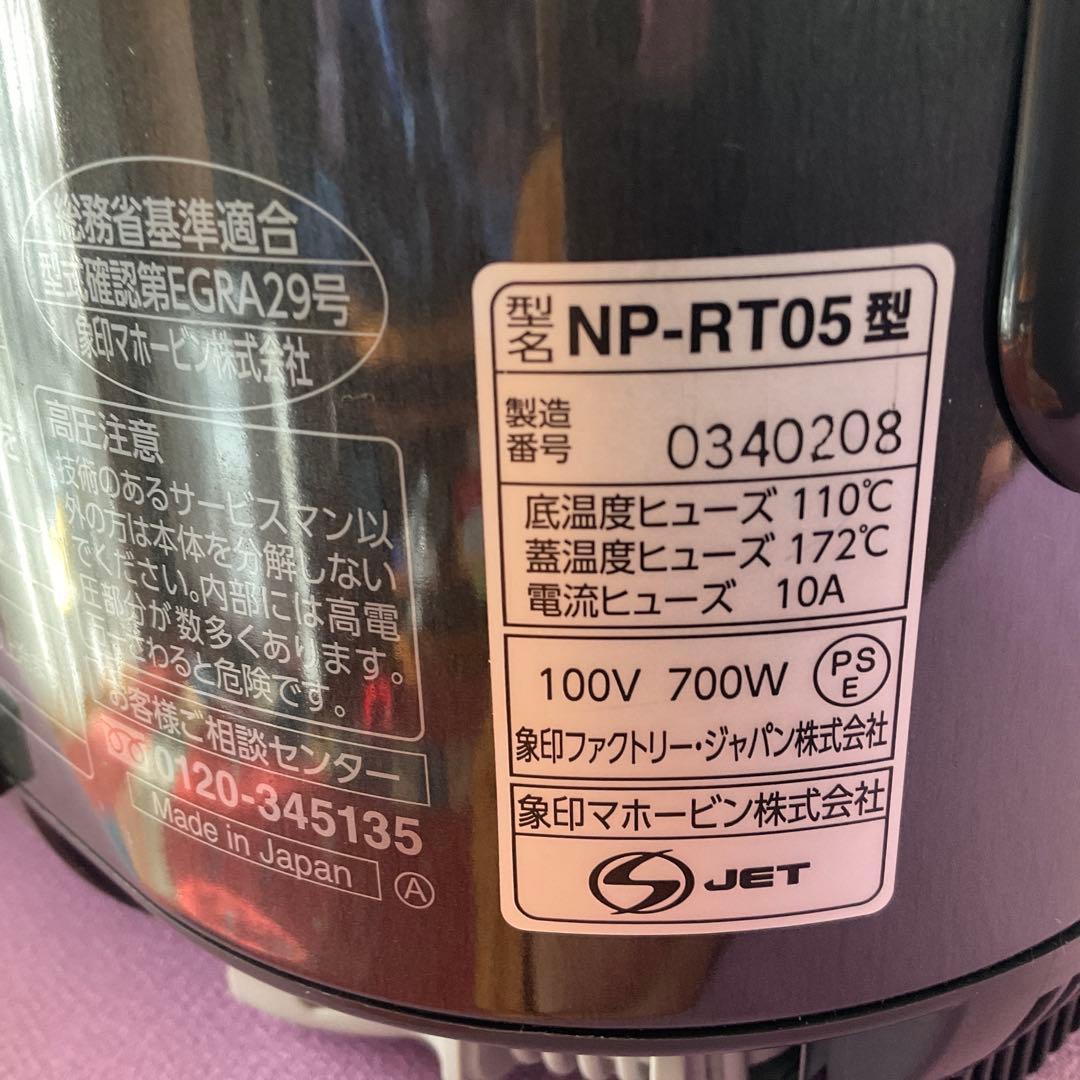 総務省基準適合
型式確認第EGRA29号
象印マホービン株式会社
高圧注意
技術のあるサービスマン以
外の方は本体を分解しない
でください。内部には高電
圧部分が数多くあります。
さわると危険です。
お客様ご相談センター
0120-345135
Made in Japan
A
型名 NP-RT05型
製造番号 0340208
底温度ヒューズ 110℃
蓋温度ヒューズ 172℃
電流ヒューズ 10A
100V 700W PSE
象印ファクトリー・ジャパン株式会社
象印マホービン株式会社
JET